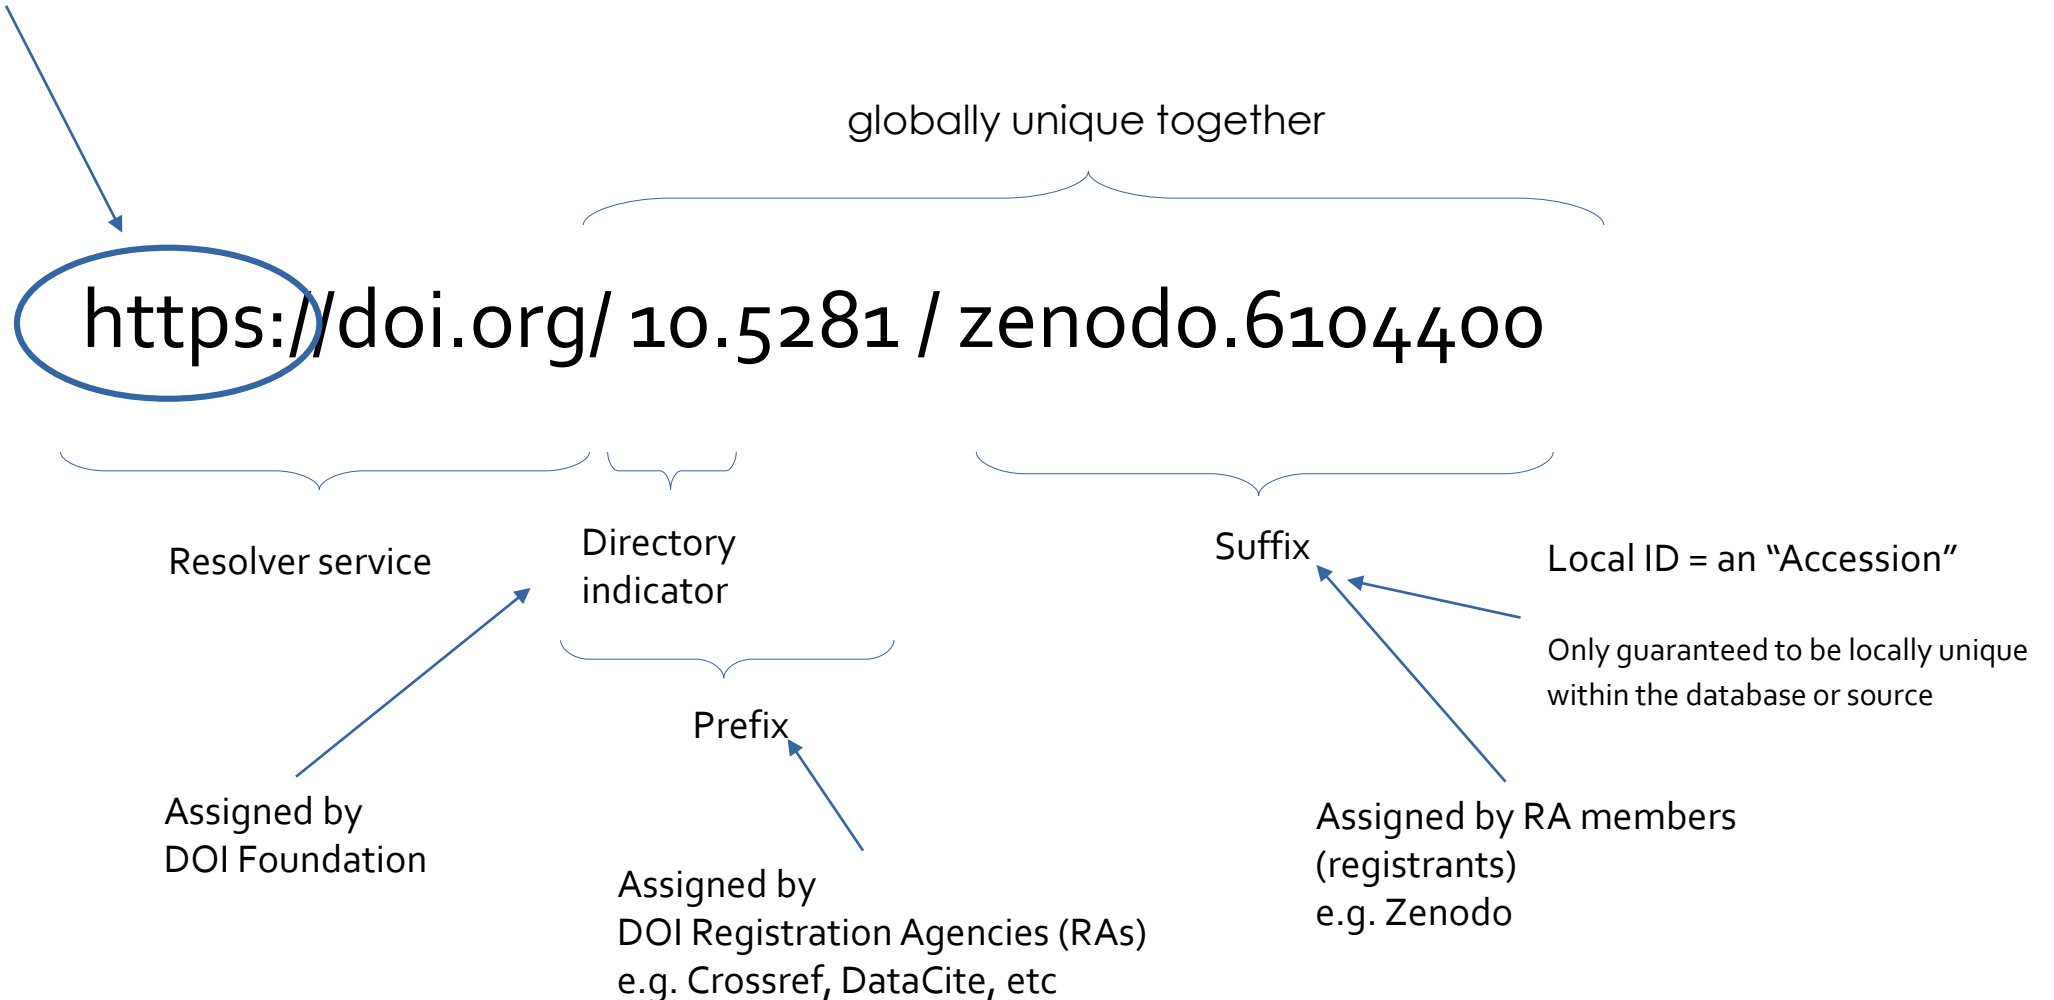 globally unique together
https://doi.org/ 10.5281 / zenodo.6104400
Resolver service
Directory
indicator
Prefix
Suffix
Local ID = an “Accession”
Only guaranteed to be locally unique
within the database or source
Assigned by
DOI Foundation
Assigned by
DOI Registration Agencies (RAs)
e.g. Crossref, DataCite, etc
Assigned by RA members
(registrants)
e.g. Zenodo